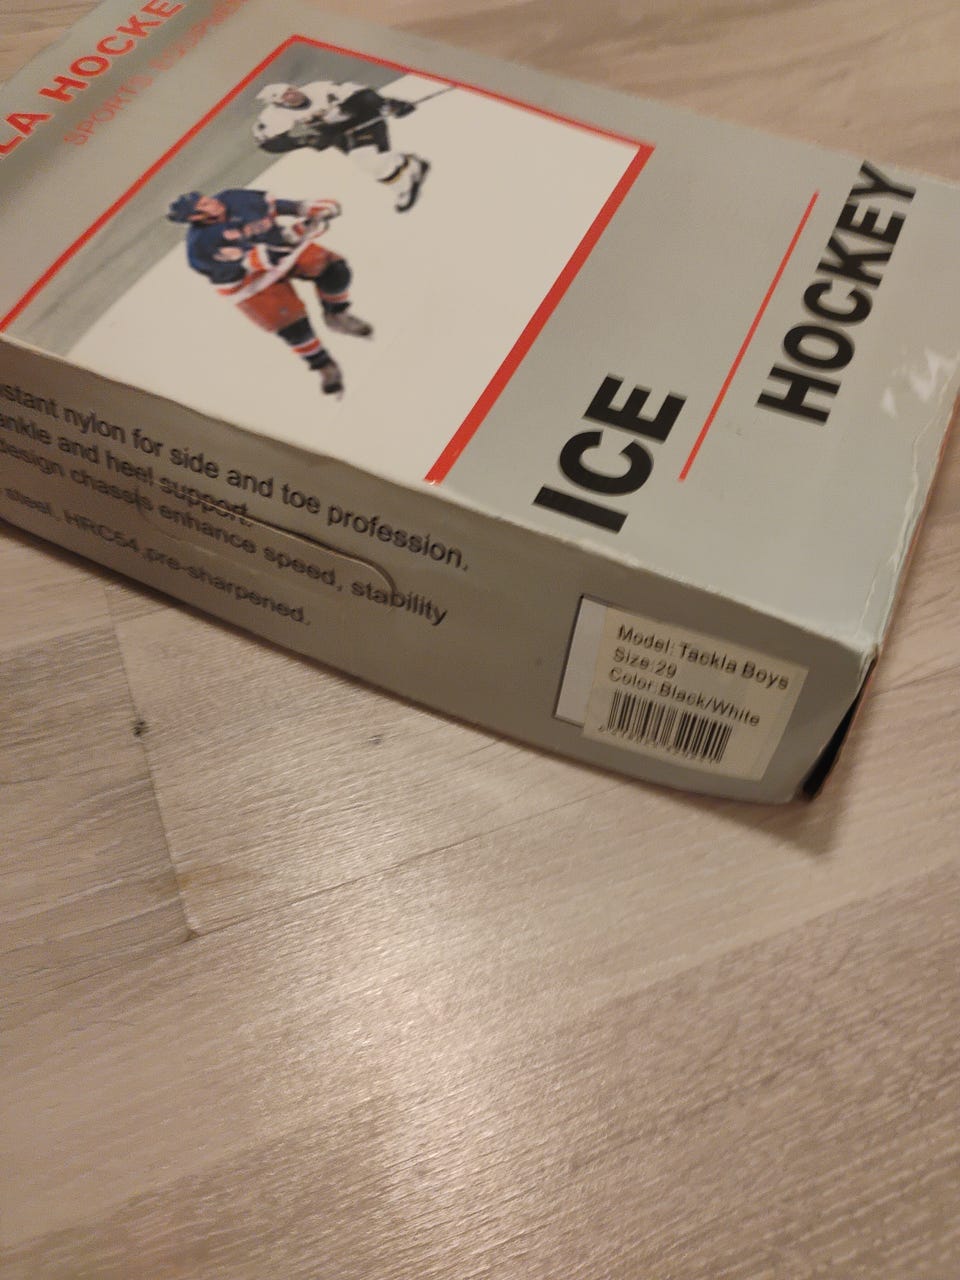 LA HOCKE
SPORTS
ICE
HOCKEY
stant nylon for side and toe profession.
ankle and heel support.
design chassis enhance speed, stability
steel, HRC54,pre-sharpened.
Model:Tackla Boys
Size:29
Color:Black/White